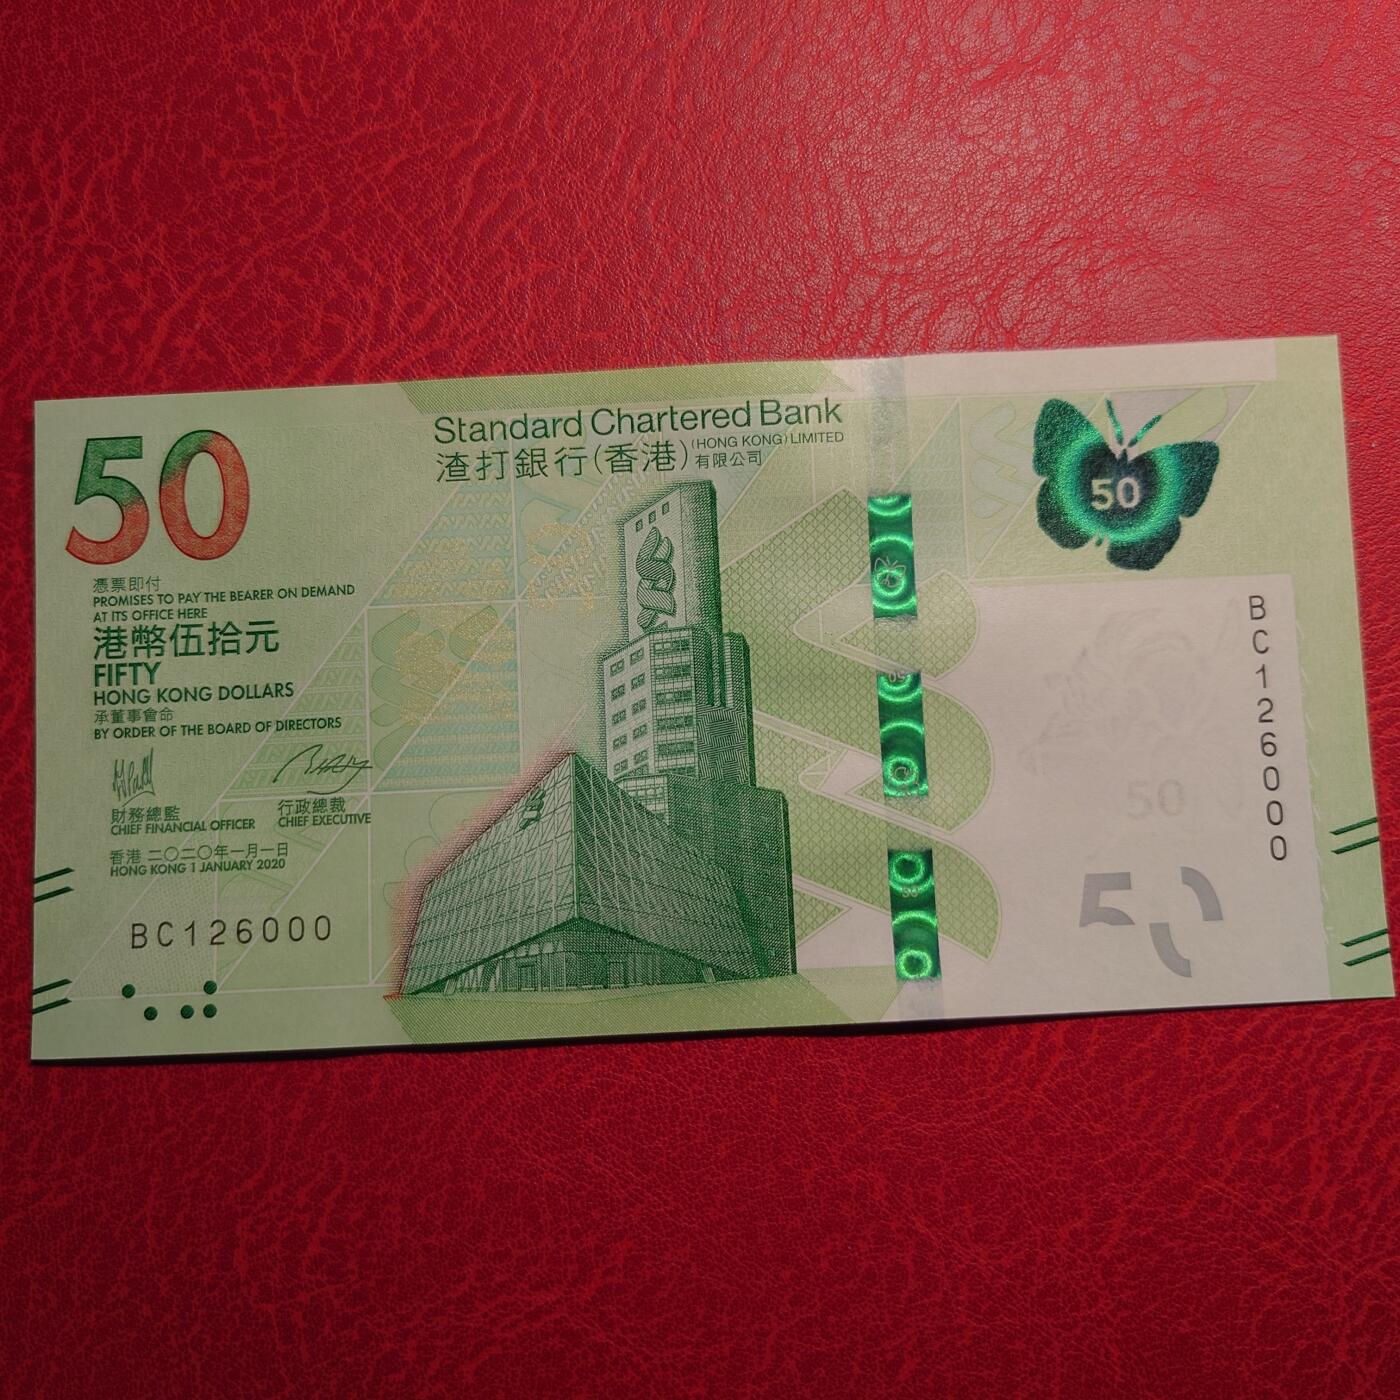 50
憑票即付
PROMISES TO PAY THE BEARER ON DEMAND
AT ITS OFFICE HERE
港幣伍拾元
FIFTY
HONG KONG DOLLARS
承董事會命
BY ORDER OF THE BOARD OF DIRECTORS
財務總監
CHIEF FINANCIAL OFFICER
行政總裁
CHIEF EXECUTIVE
香港 二〇二〇年一月一日
HONG KONG 1 JANUARY 2020
BC126000
Standard Chartered Bank
(HONG KONG) LIMITED
渣打銀行(香港)有限公司
50
BC126000
50
50